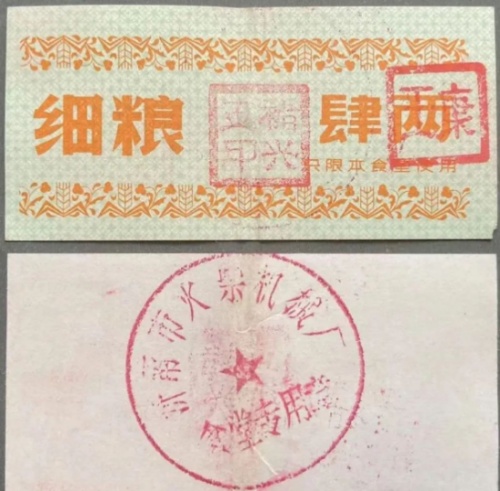 细粮 肆两
只限本食堂使用
济南市火柴机械厂
食堂专用章